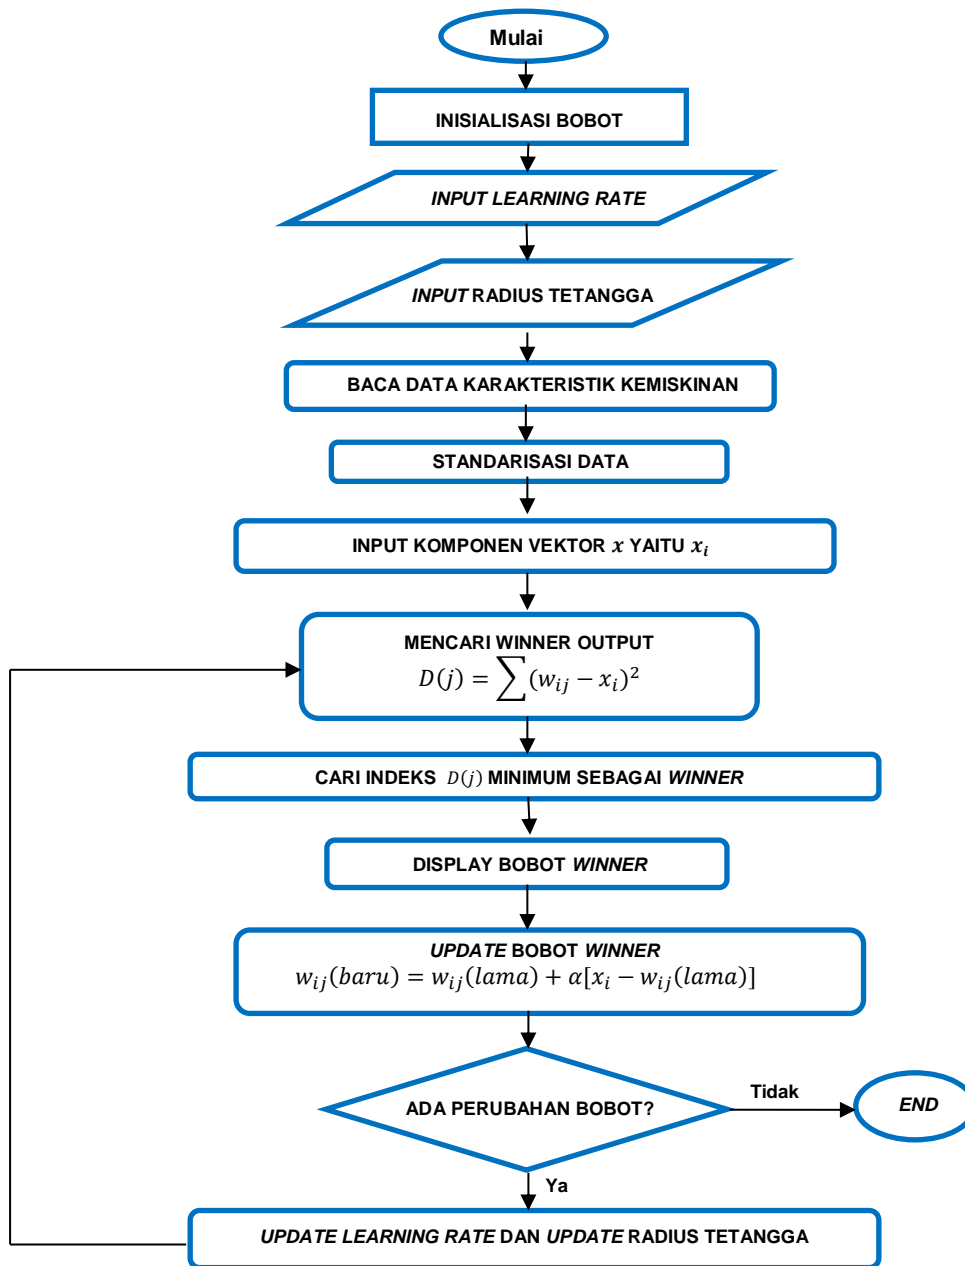 Mulai
INISIALISASI BOBOT
INPUT LEARNING RATE
INPUT RADIUS TETANGGA
BACA DATA KARAKTERISTIK KEMISKINAN
STANDARISASI DATA
INPUT KOMPONEN VEKTOR x YAITU x_i
MENCARI WINNER OUTPUT
D(j) = ∑(w_ij − x_i)²
CARI INDEKS D(j) MINIMUM SEBAGAI WINNER
DISPLAY BOBOT WINNER
UPDATE BOBOT WINNER
w_ij(baru) = w_ij(lama) + α[x_i − w_ij(lama)]
ADA PERUBAHAN BOBOT?
Tidak
END
Ya
UPDATE LEARNING RATE DAN UPDATE RADIUS TETANGGA